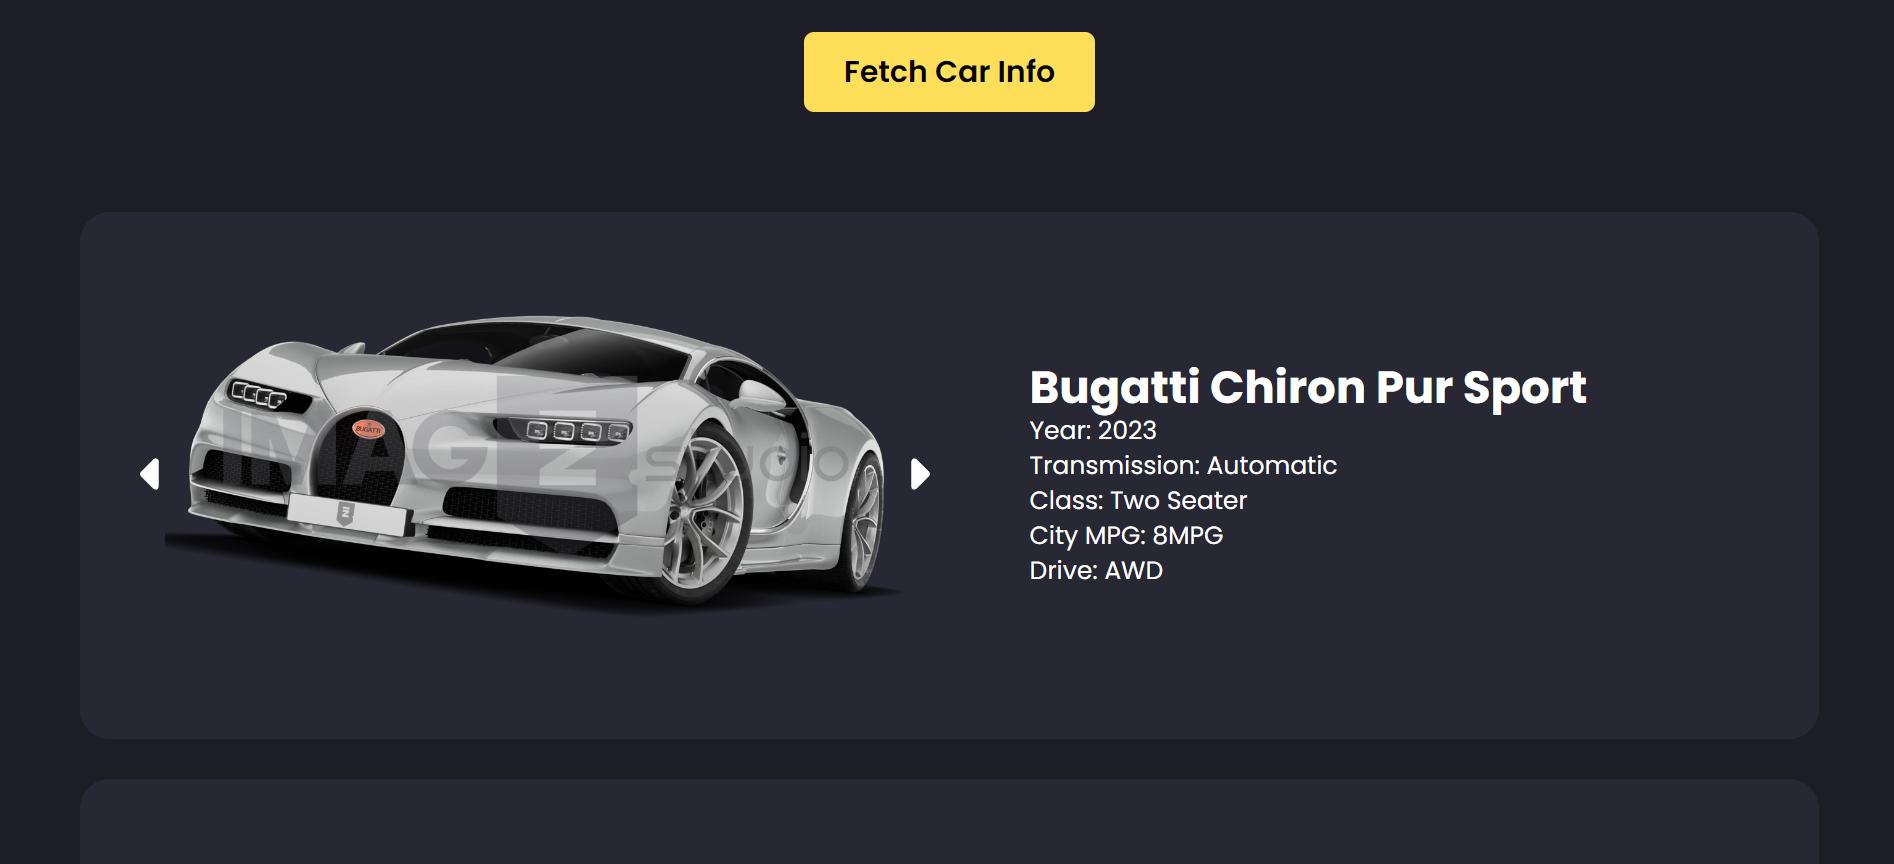 Fetch Car Info
BUGATTI
IMAGIN studio
Bugatti Chiron Pur Sport
Year: 2023
Transmission: Automatic
Class: Two Seater
City MPG: 8MPG
Drive: AWD